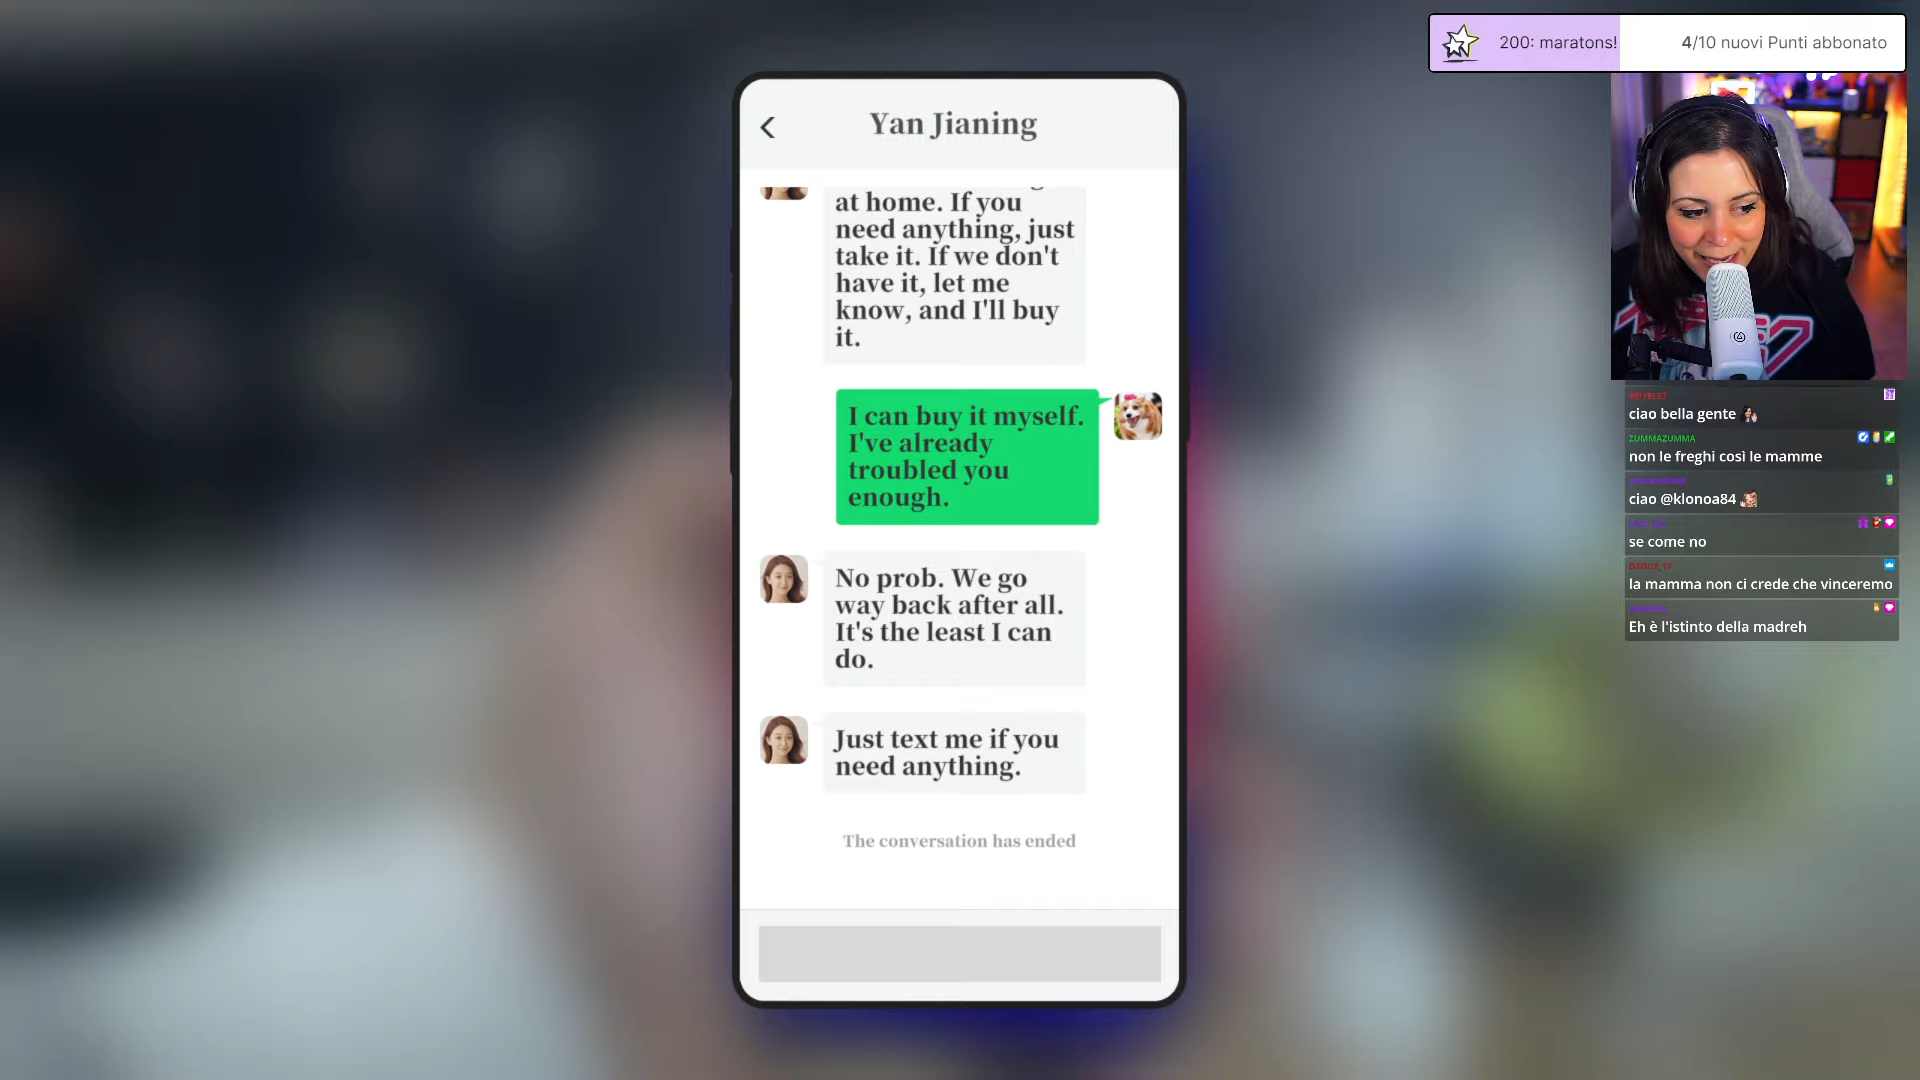 200: maratons!
4/10 nuovi Punti abbonato
Yan Jianing
at home. If you
need anything, just
take it. If we don't
have it, let me
know, and I'll buy
it.
I can buy it myself.
I've already
troubled you
enough.
No prob. We go
way back after all.
It's the least I can
do.
Just text me if you
need anything.
The conversation has ended
ciao bella gente
ZUMMAZUMMA
non le freghi così le mamme
ciao @klonoa84
se come no
la mamma non ci crede che vinceremo
Eh è l'istinto della madreh